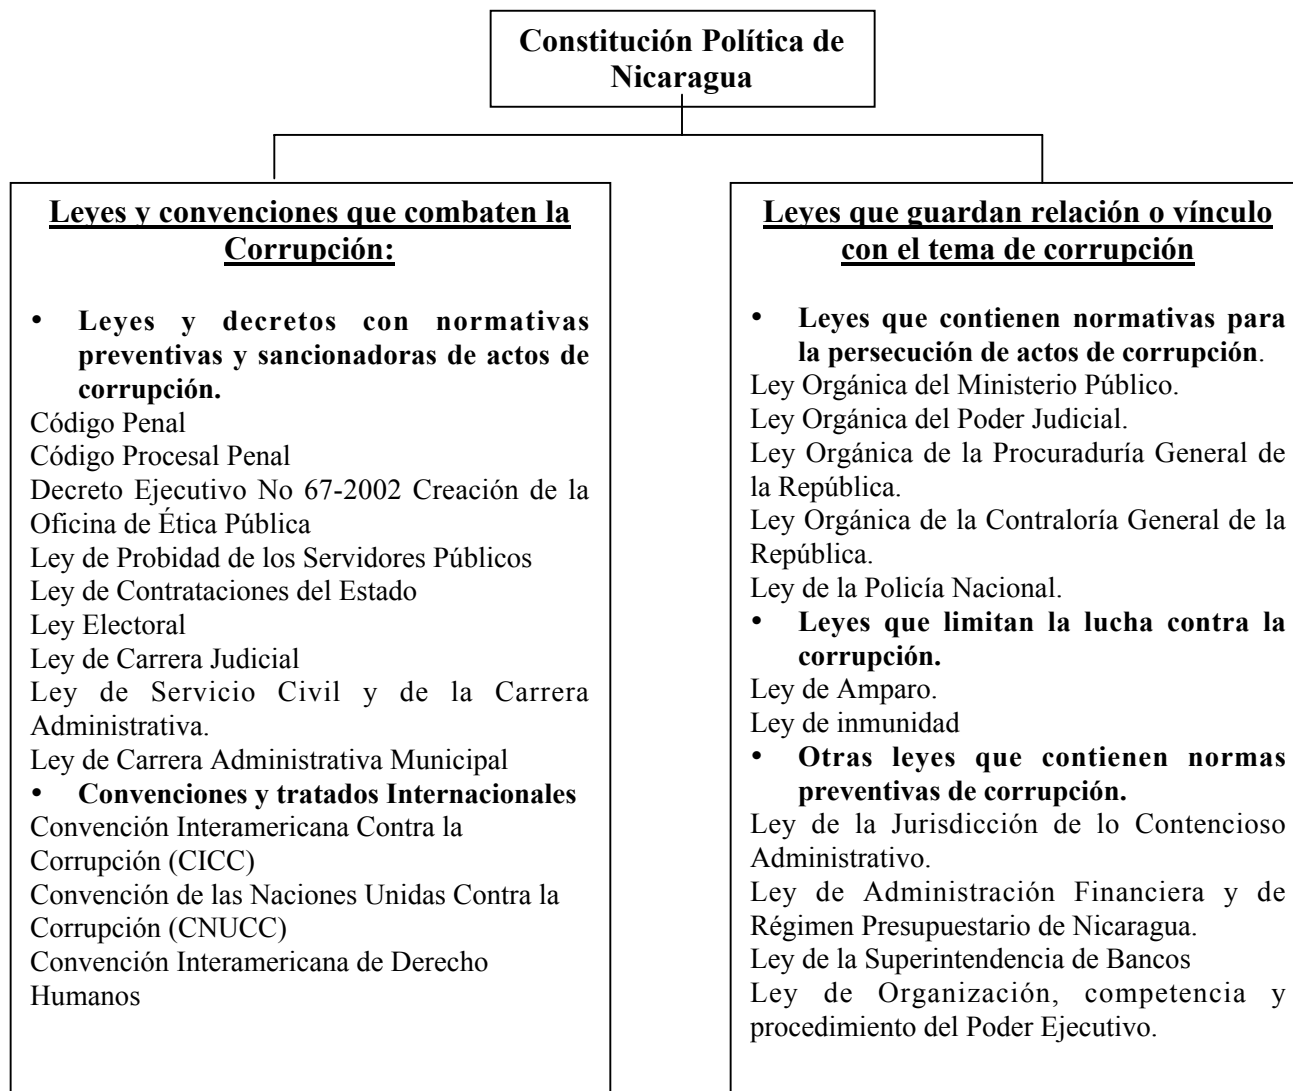 Constitución Política de
Nicaragua
Leyes y convenciones que combaten la
Corrupción:
• Leyes y decretos con normativas
preventivas y sancionadoras de actos de
corrupción.
Código Penal
Código Procesal Penal
Decreto Ejecutivo No 67-2002 Creación de la
Oficina de Ética Pública
Ley de Probidad de los Servidores Públicos
Ley de Contrataciones del Estado
Ley Electoral
Ley de Carrera Judicial
Ley de Servicio Civil y de la Carrera
Administrativa.
Ley de Carrera Administrativa Municipal
• Convenciones y tratados Internacionales
Convención Interamericana Contra la
Corrupción (CICC)
Convención de las Naciones Unidas Contra la
Corrupción (CNUCC)
Convención Interamericana de Derecho
Humanos
Leyes que guardan relación o vínculo
con el tema de corrupción
• Leyes que contienen normativas para
la persecución de actos de corrupción.
Ley Orgánica del Ministerio Público.
Ley Orgánica del Poder Judicial.
Ley Orgánica de la Procuraduría General de
la República.
Ley Orgánica de la Contraloría General de la
República.
Ley de la Policía Nacional.
• Leyes que limitan la lucha contra la
corrupción.
Ley de Amparo.
Ley de inmunidad
• Otras leyes que contienen normas
preventivas de corrupción.
Ley de la Jurisdicción de lo Contencioso
Administrativo.
Ley de Administración Financiera y de
Régimen Presupuestario de Nicaragua.
Ley de la Superintendencia de Bancos
Ley de Organización, competencia y
procedimiento del Poder Ejecutivo.